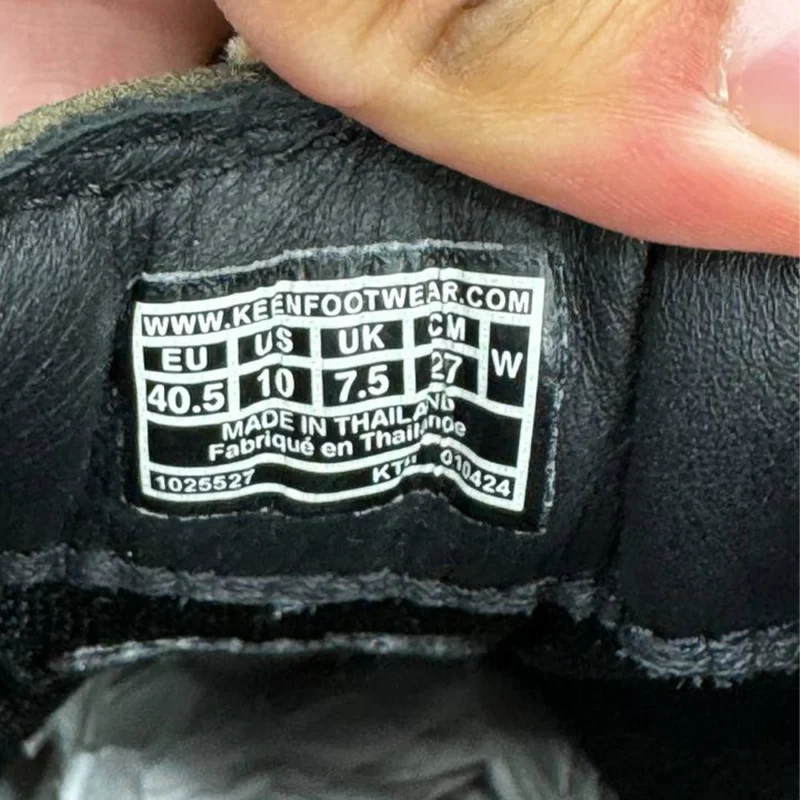 WWW.KEENFOOTWEAR.COM
EU US UK CM W
40.5 10 7.5 27
MADE IN THAILAND
Fabriqué en Thaïlande
1025527 010424